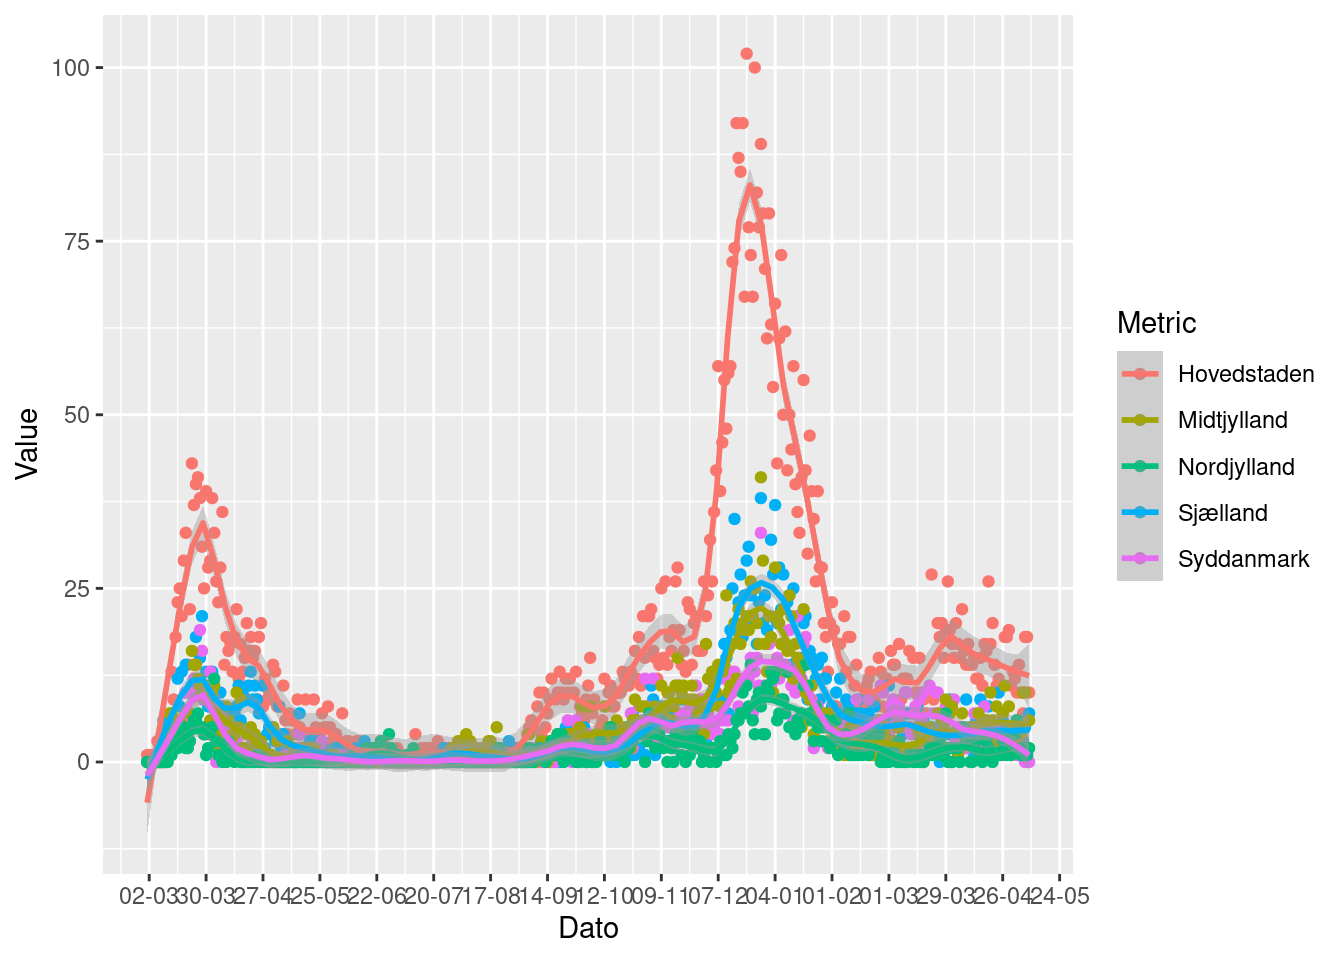 100
75
50
25
0
Value
02-03 30-03 27-04 25-05 22-06 20-07 17-08 14-09 12-10 09-11 07-12 04-01 01-02 01-03 29-03 26-04 24-05
Dato
Metric
Hovedstaden
Midtjylland
Nordjylland
Sjælland
Syddanmark